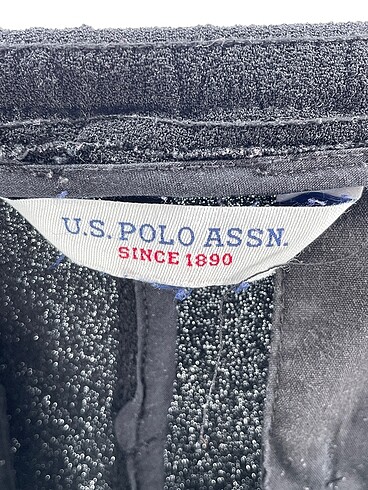 U.S. POLO ASSN.
SINCE 1890